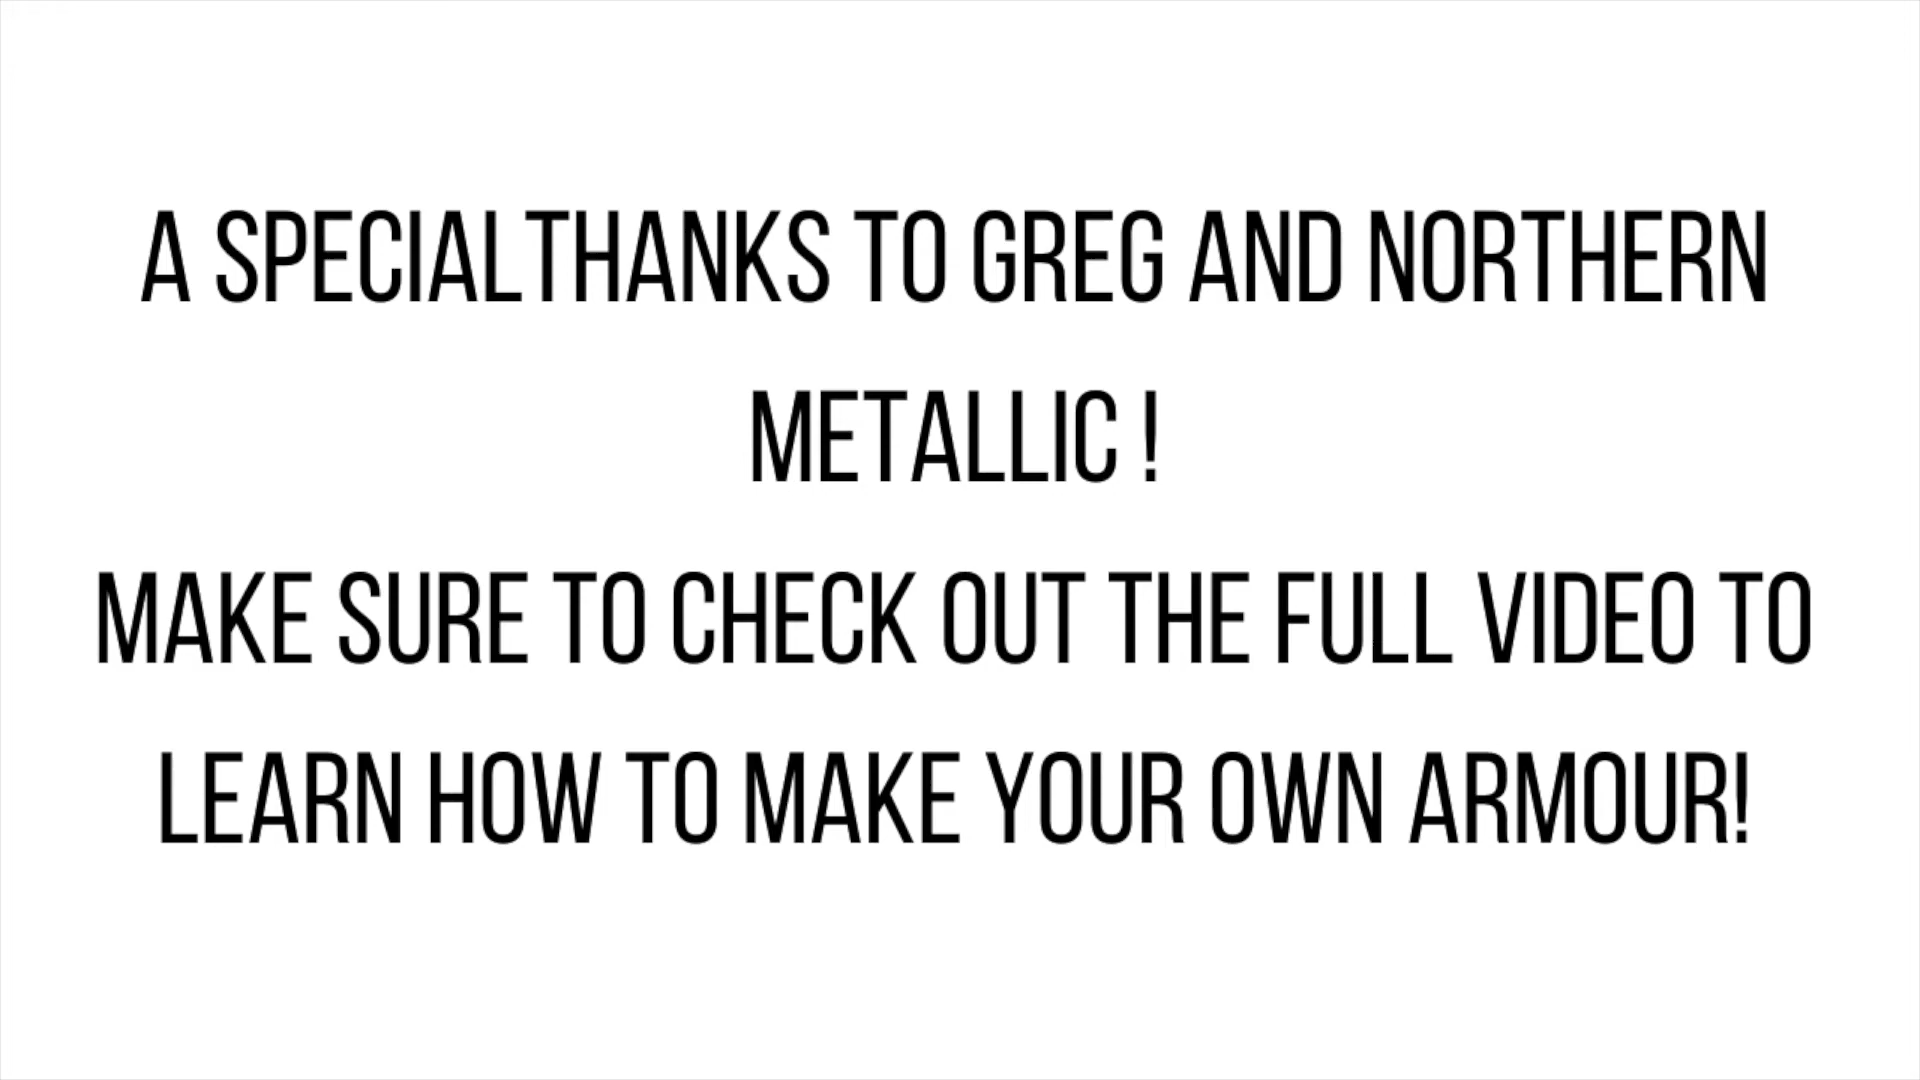 A SPECIALTHANKS TO GREG AND NORTHERN
METALLIC !
MAKE SURE TO CHECK OUT THE FULL VIDEO TO
LEARN HOW TO MAKE YOUR OWN ARMOUR!